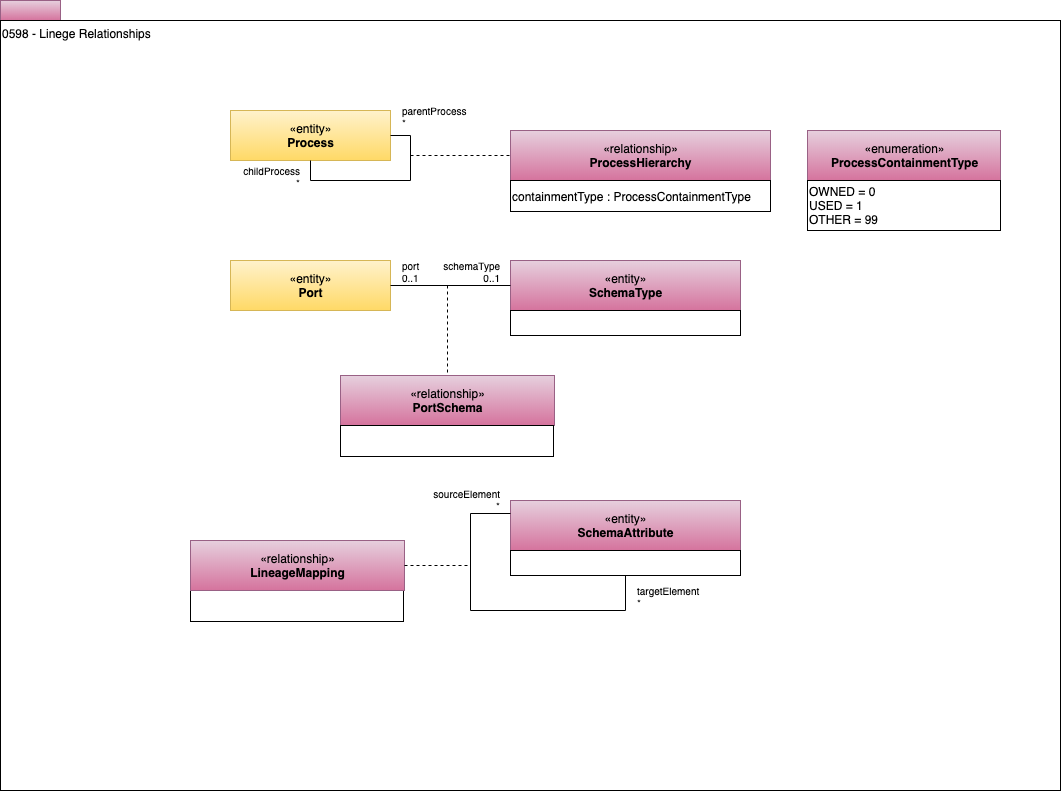 0598 - Linege Relationships
parentProcess
*
«entity»
Process
childProcess
*
«relationship»
ProcessHierarchy
containmentType : ProcessContainmentType
«enumeration»
ProcessContainmentType
OWNED = 0
USED = 1
OTHER = 99
«entity»
Port
port
0..1
schemaType
0..1
«entity»
SchemaType
«relationship»
PortSchema
sourceElement
*
«entity»
SchemaAttribute
«relationship»
LineageMapping
targetElement
*